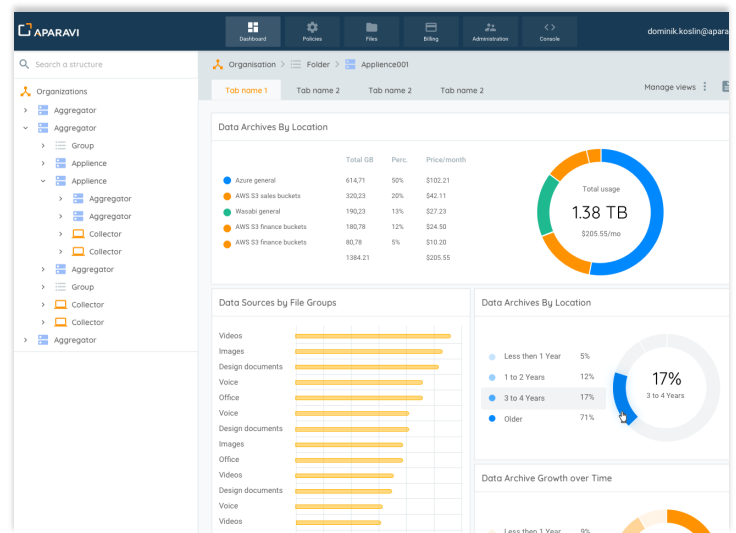 APARAVI
Dashboard
Policies
Files
Billing
Administration
Console
dominik.koslin@apara
Search a structure
Organisation > Folder > Applience001
Organizations
Tab name 1 Tab name 2 Tab name 2 Tab name 2
Manage views
Aggregator
Aggregator
Group
Applience
Applience
Aggregator
Aggregator
Collector
Collector
Aggregator
Group
Collector
Collector
Aggregator
Data Archives By Location
Total GB Perc. Price/month
Azure general 614,71 50% $102.21
AWS S3 sales buckets 320,23 20% $42.11
Wasabi general 190,23 13% $27.23
AWS S3 finance buckets 180,78 12% $24.50
AWS S3 finance buckets 80,78 5% $10.20
1384.21 $205.55
Total usage
1.38 TB
$205.55/mo
Data Sources by File Groups
Videos
Images
Design documents
Voice
Office
Voice
Design documents
Images
Office
Videos
Design documents
Voice
Videos
Data Archives By Location
Less then 1 Year 5%
1 to 2 Years 12%
3 to 4 Years 17%
Older 71%
17%
3 to 4 Years
Data Archive Growth over Time
Less then 1 Year 9%